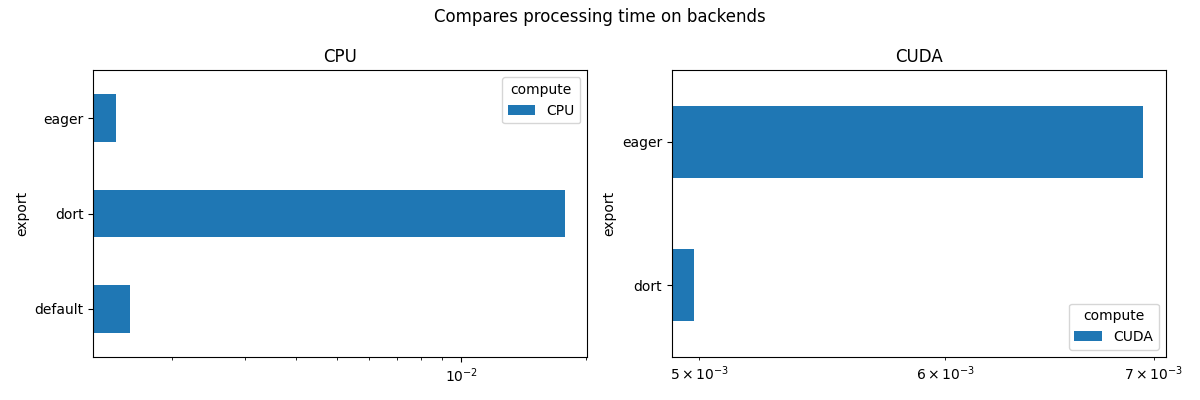 Compares processing time on backends
CPU
compute
CPU
eager
dort
default
export
10⁻²
CUDA
eager
dort
export
compute
CUDA
5 × 10⁻³
6 × 10⁻³
7 × 10⁻³